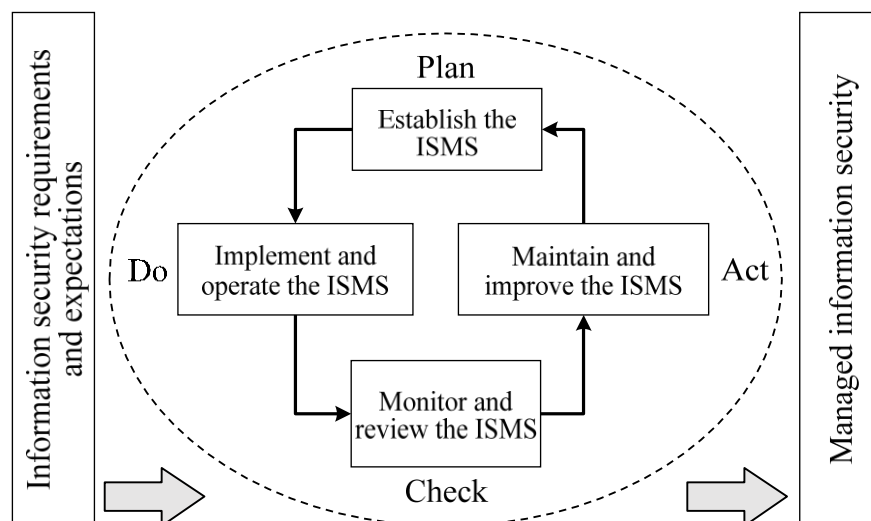 Information security requirements
and expectations
Plan
Establish the
ISMS
Do
Implement and
operate the ISMS
Maintain and
improve the ISMS
Act
Monitor and
review the ISMS
Check
Managed information security